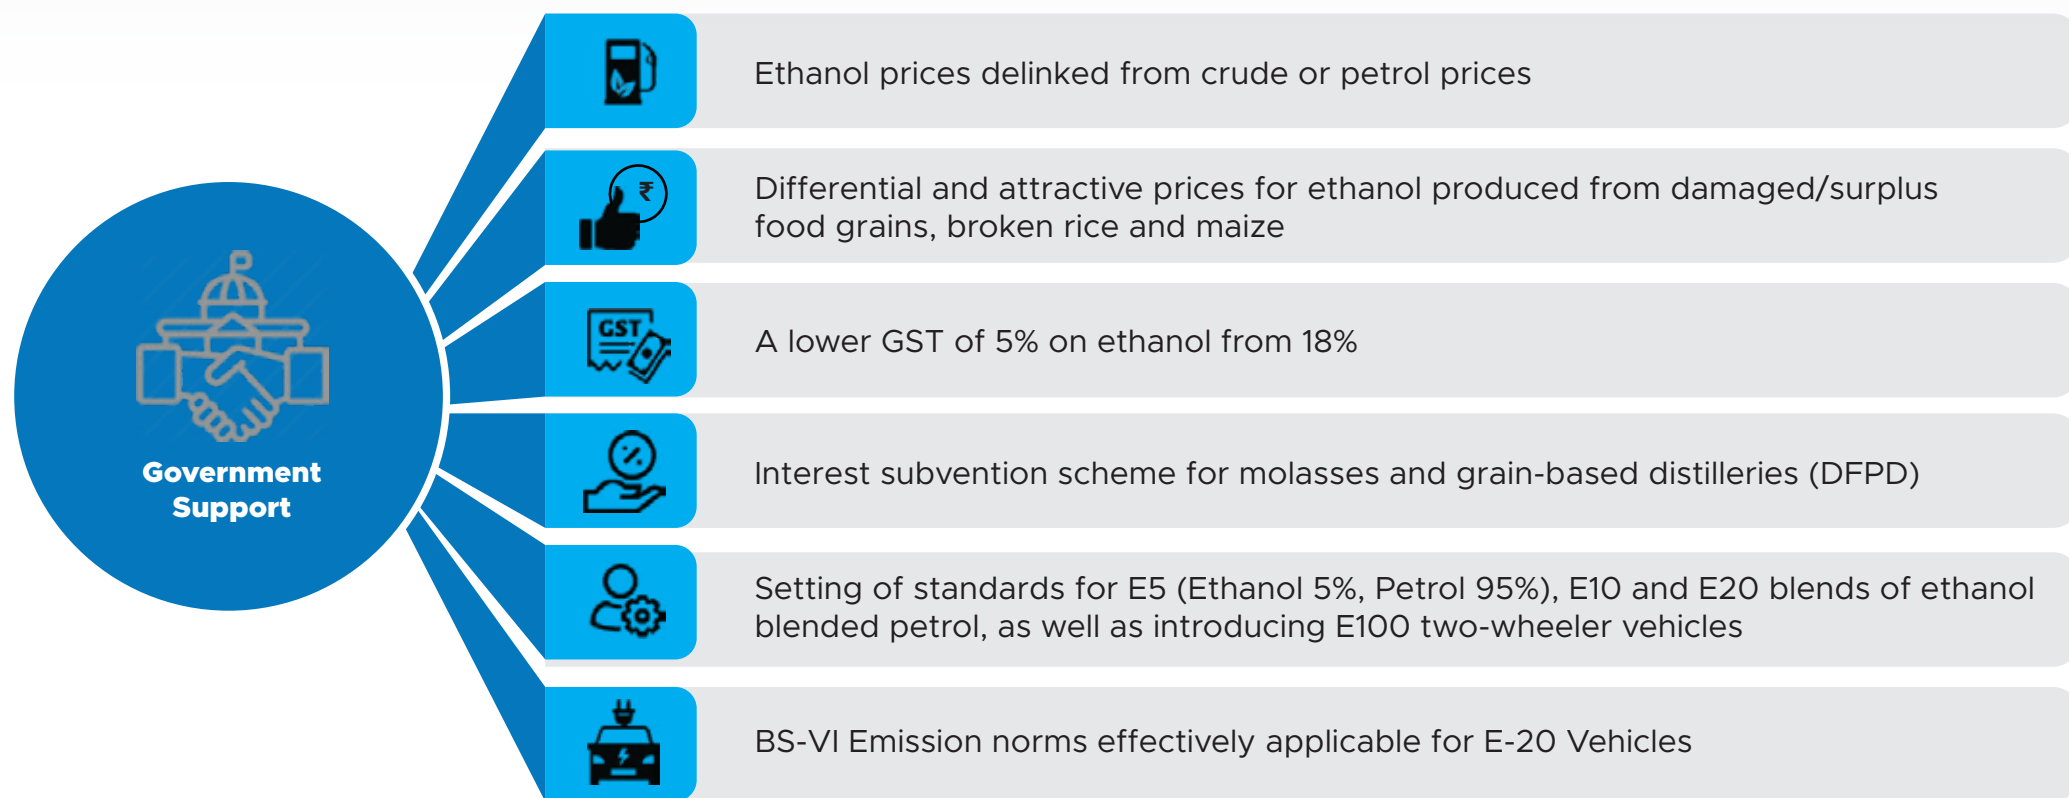 Government
Support
Ethanol prices delinked from crude or petrol prices
₹
Differential and attractive prices for ethanol produced from damaged/surplus
food grains, broken rice and maize
GST
A lower GST of 5% on ethanol from 18%
%
Interest subvention scheme for molasses and grain-based distilleries (DFPD)
Setting of standards for E5 (Ethanol 5%, Petrol 95%), E10 and E20 blends of ethanol
blended petrol, as well as introducing E100 two-wheeler vehicles
BS-VI Emission norms effectively applicable for E-20 Vehicles